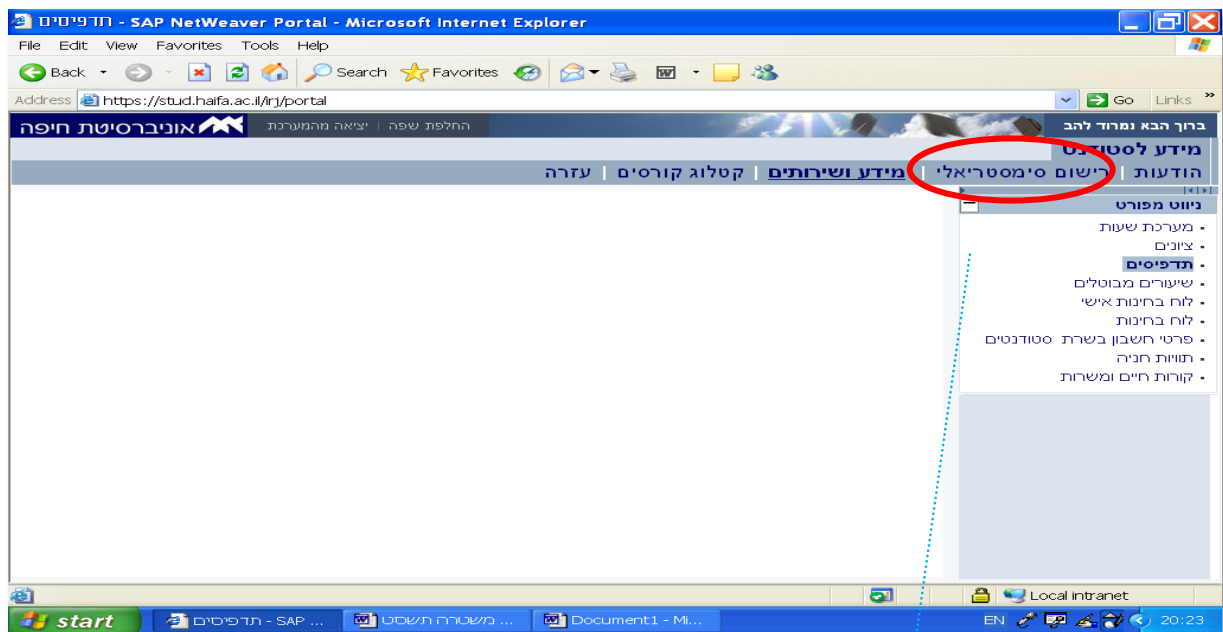 תדפיסים - SAP NetWeaver Portal - Microsoft Internet Explorer
File Edit View Favorites Tools Help
Back Search Favorites
Address https://stud.haifa.ac.il/irj/portal Go Links »
ברוך הבא נמרוד להב החלפת שפה | יציאה מהמערכת אוניברסיטת חיפה
מידע לסטודנט
הודעות | רישום סימסטריאלי | מידע ושירותים | קטלוג קורסים | עזרה
ניווט מפורט
מערכת שעות
ציונים
תדפיסים
שיעורים מבוטלים
לוח בחינות אישי
לוח בחינות
פרטי חשבון בשרת סטודנטים
תוויות חניה
קורות חיים ומשרות
Local intranet
start תדפיסים - SAP ... משטרה תשסט ... Document1 - Mi... EN 20:23